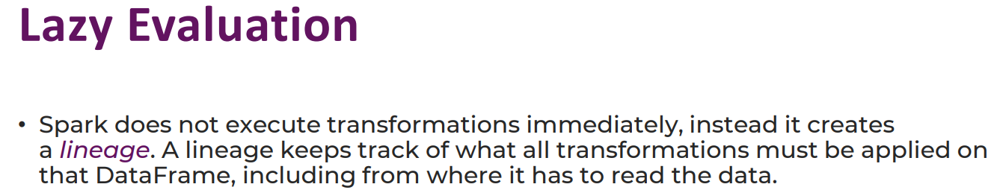 Lazy Evaluation
• Spark does not execute transformations immediately, instead it creates
a lineage. A lineage keeps track of what all transformations must be applied on
that DataFrame, including from where it has to read the data.